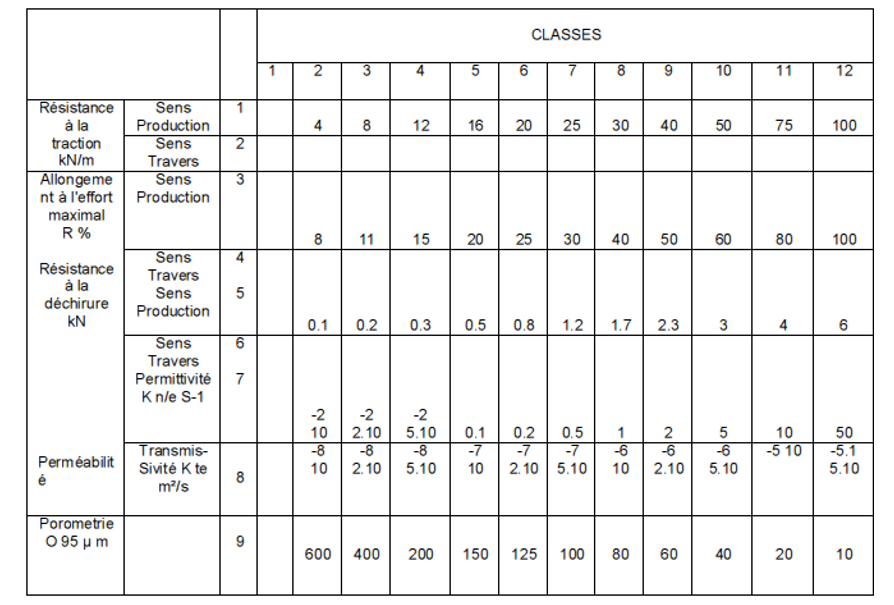 CLASSES
1 2 3 4 5 6 7 8 9 10 11 12
Résistance
à la
traction
kN/m
Sens
Production
1
4 8 12 16 20 25 30 40 50 75 100
Sens
Travers
2
Allongeme
nt à l'effort
maximal
R %
Sens
Production
3
8 11 15 20 25 30 40 50 60 80 100
Résistance
à la
déchirure
kN
Sens
Travers
4
Sens
Production
5
0.1 0.2 0.3 0.5 0.8 1.2 1.7 2.3 3 4 6
Sens
Travers
6
Permittivité
K n/e S-1
7
-2 -2 -2
10 2.10 5.10 0.1 0.2 0.5 1 2 5 10 50
Perméabilit
é
Transmis-
Sivité K te
m²/s
8
-8 -8 -8 -7 -7 -7 -6 -6 -6 -5 10 -5.1
10 2.10 5.10 10 2.10 5.10 10 2.10 5.10 5.10
Porometrie
O 95 µ m
9
600 400 200 150 125 100 80 60 40 20 10